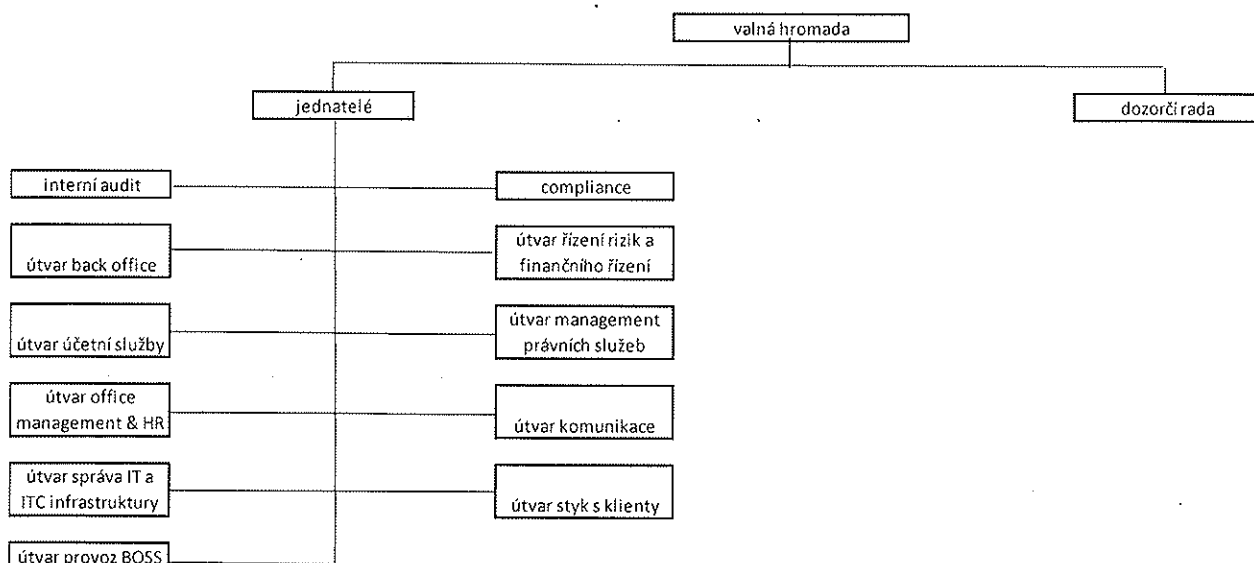 valná hromada
jednatelé
dozorčí rada
interní audit
compliance
útvar back office
útvar řízení rizik a
finančního řízení
útvar účetní služby
útvar management
právních služeb
útvar office
management & HR
útvar komunikace
útvar správa IT a
ITC infrastruktury
útvar styk s klienty
útvar provoz BOSS